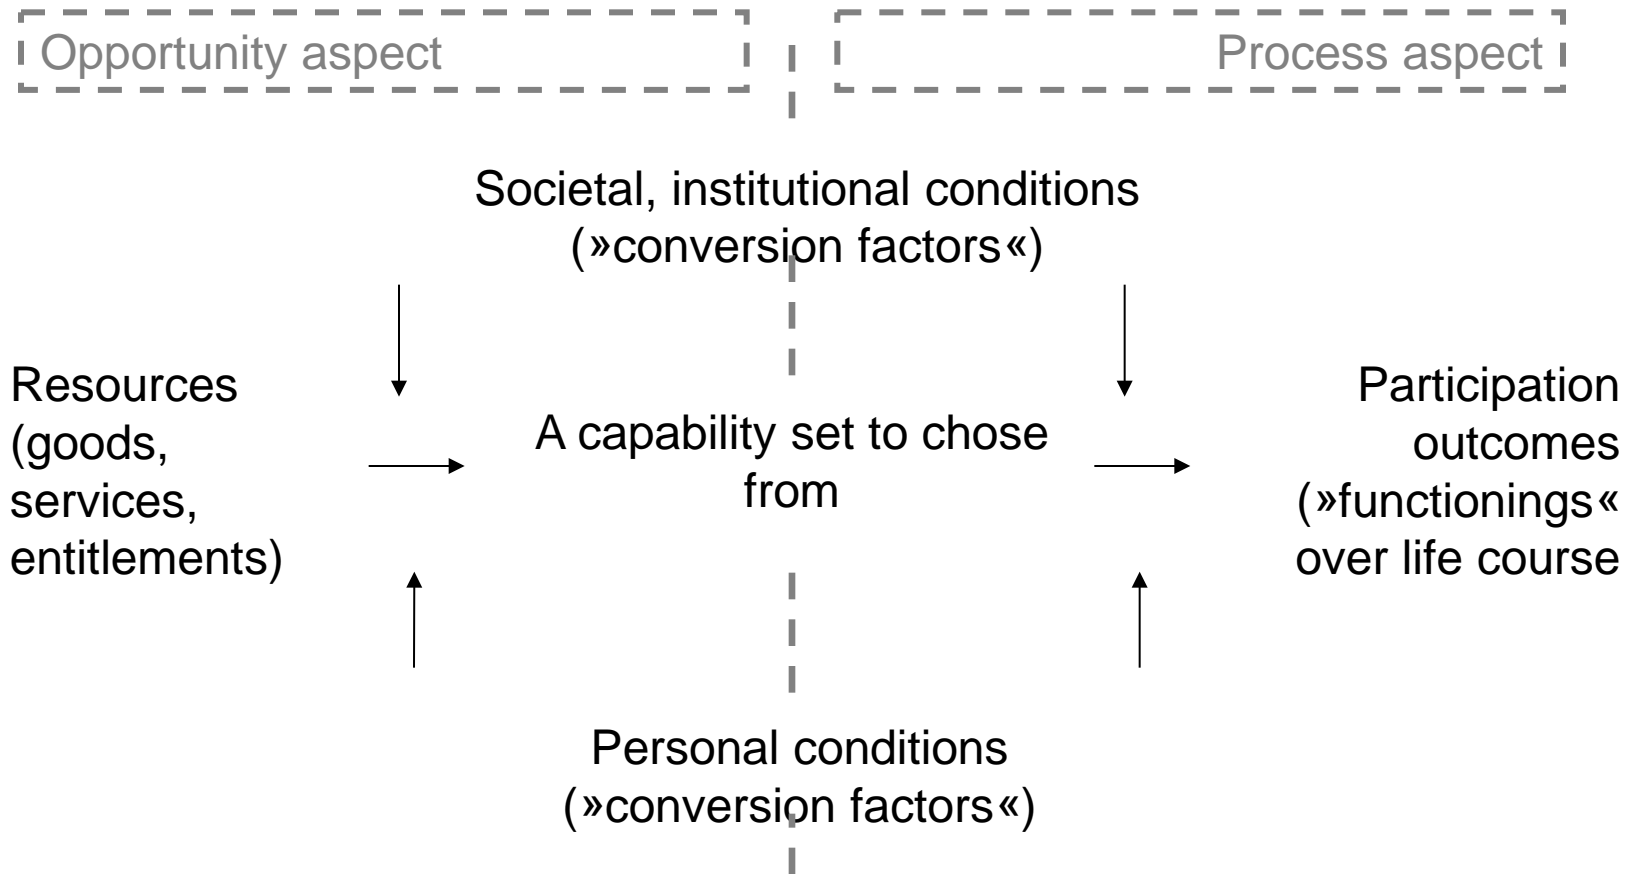 Opportunity aspect
Process aspect
Societal, institutional conditions
(»conversion factors«)
Resources
(goods,
services,
entitlements)
A capability set to chose
from
Participation
outcomes
(»functionings«
over life course
Personal conditions
(»conversion factors«)